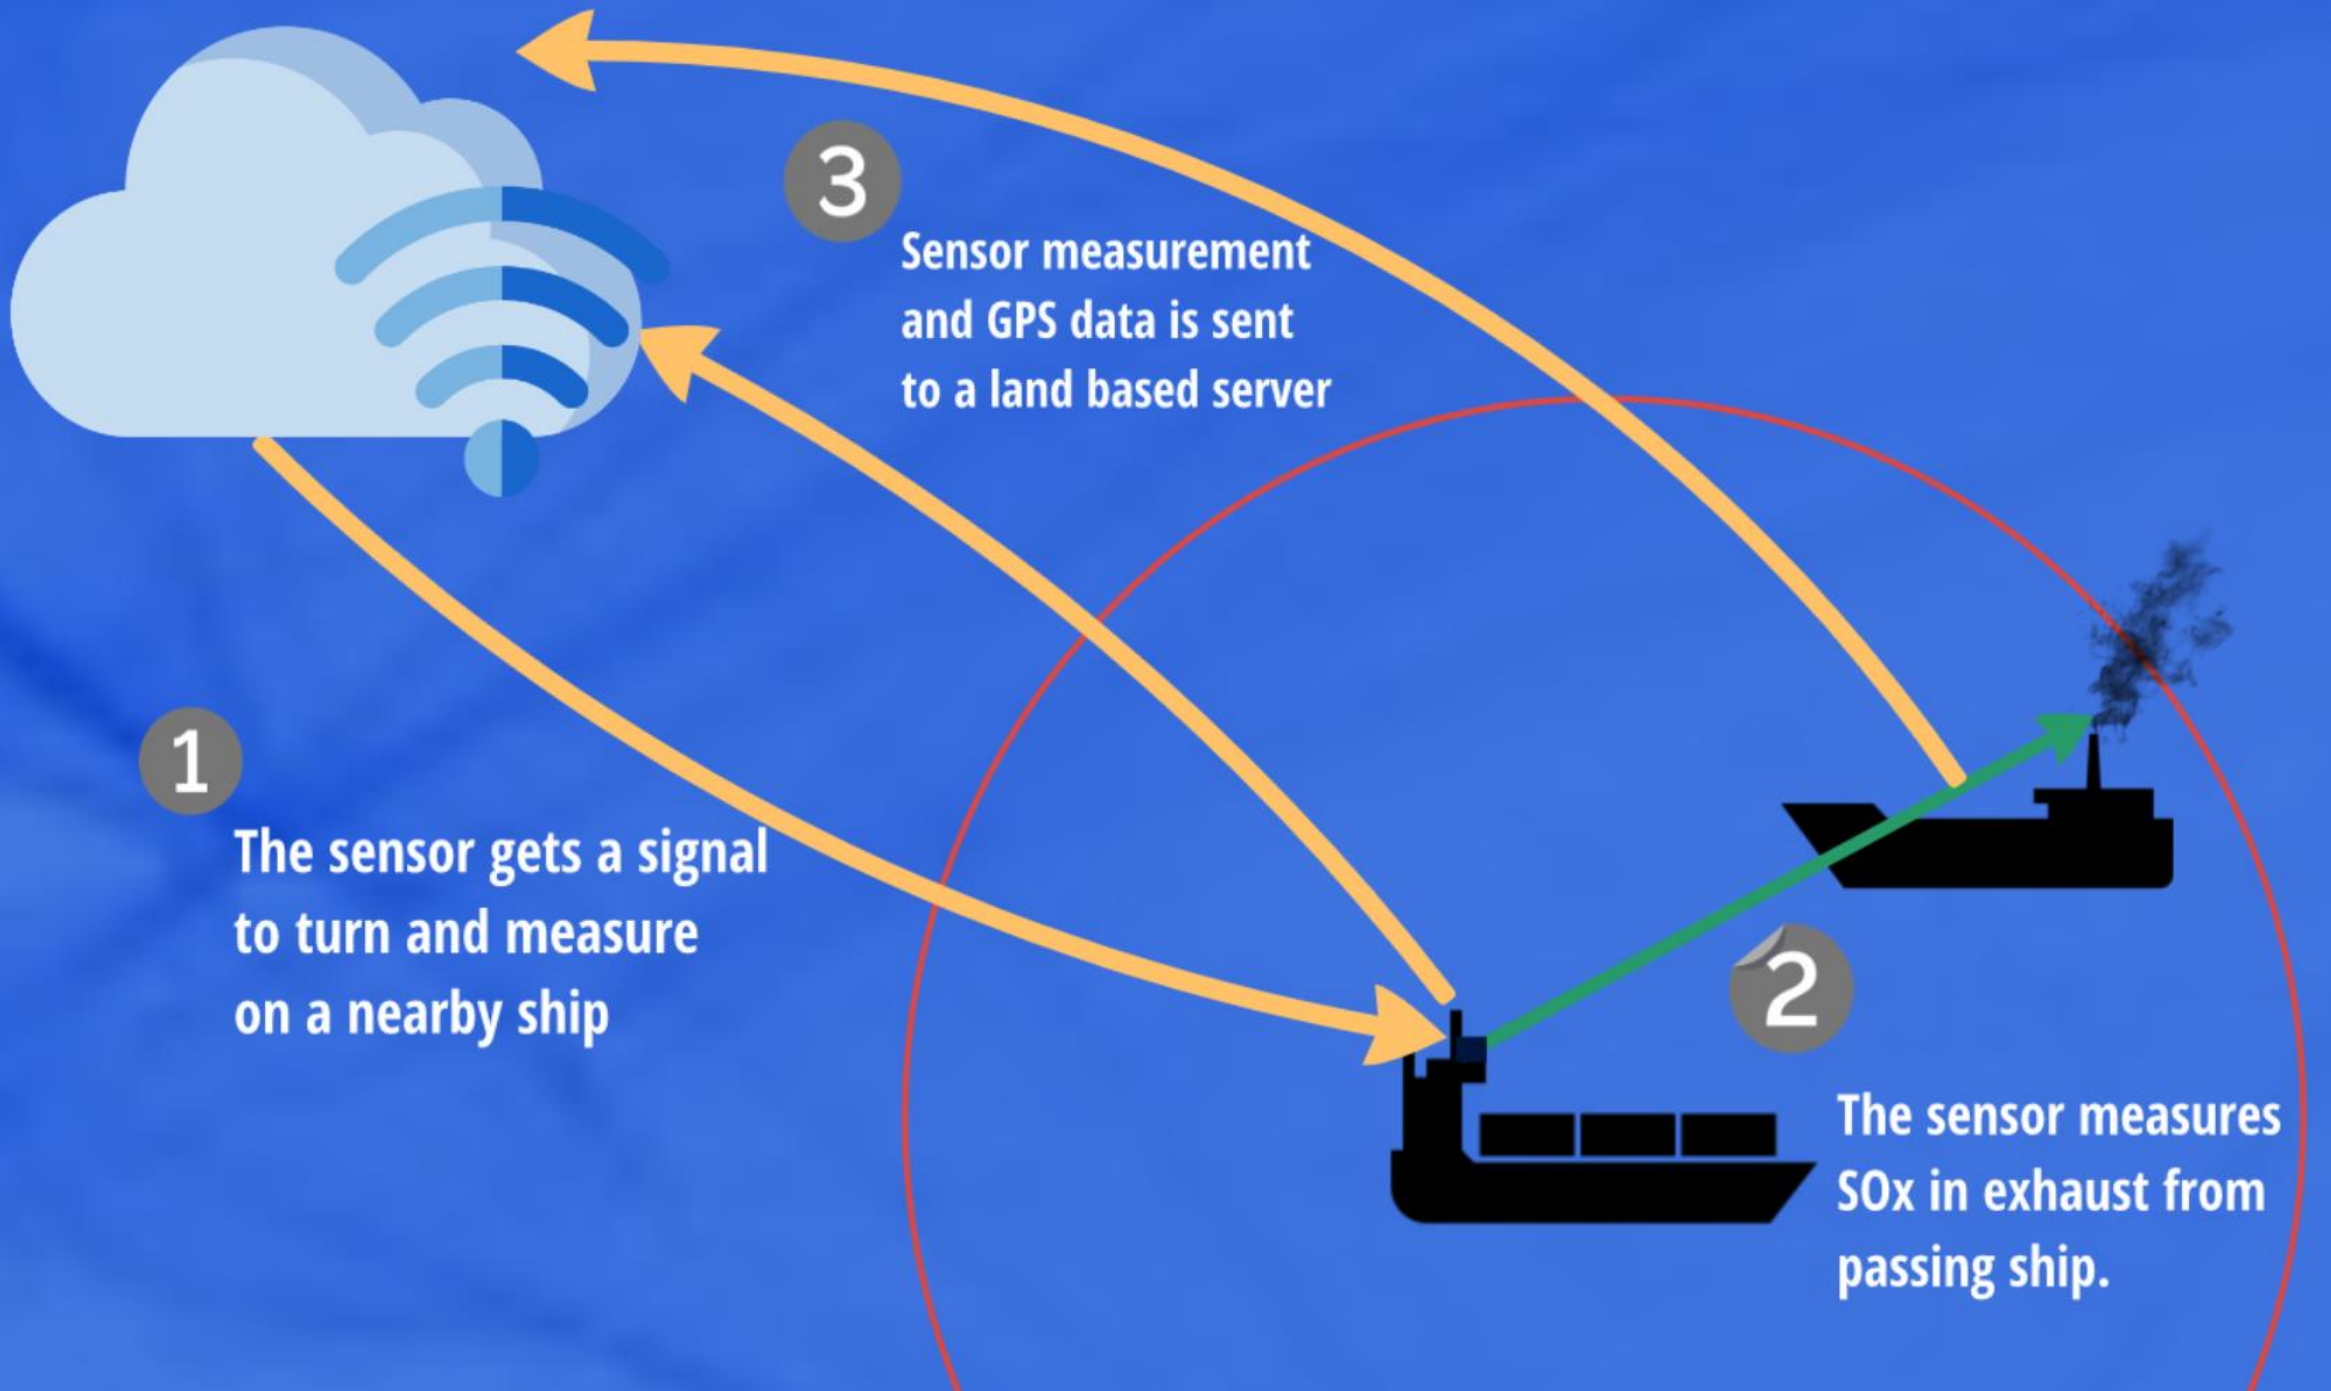 3
Sensor measurement
and GPS data is sent
to a land based server
1
The sensor gets a signal
to turn and measure
on a nearby ship
2
The sensor measures
SOx in exhaust from
passing ship.